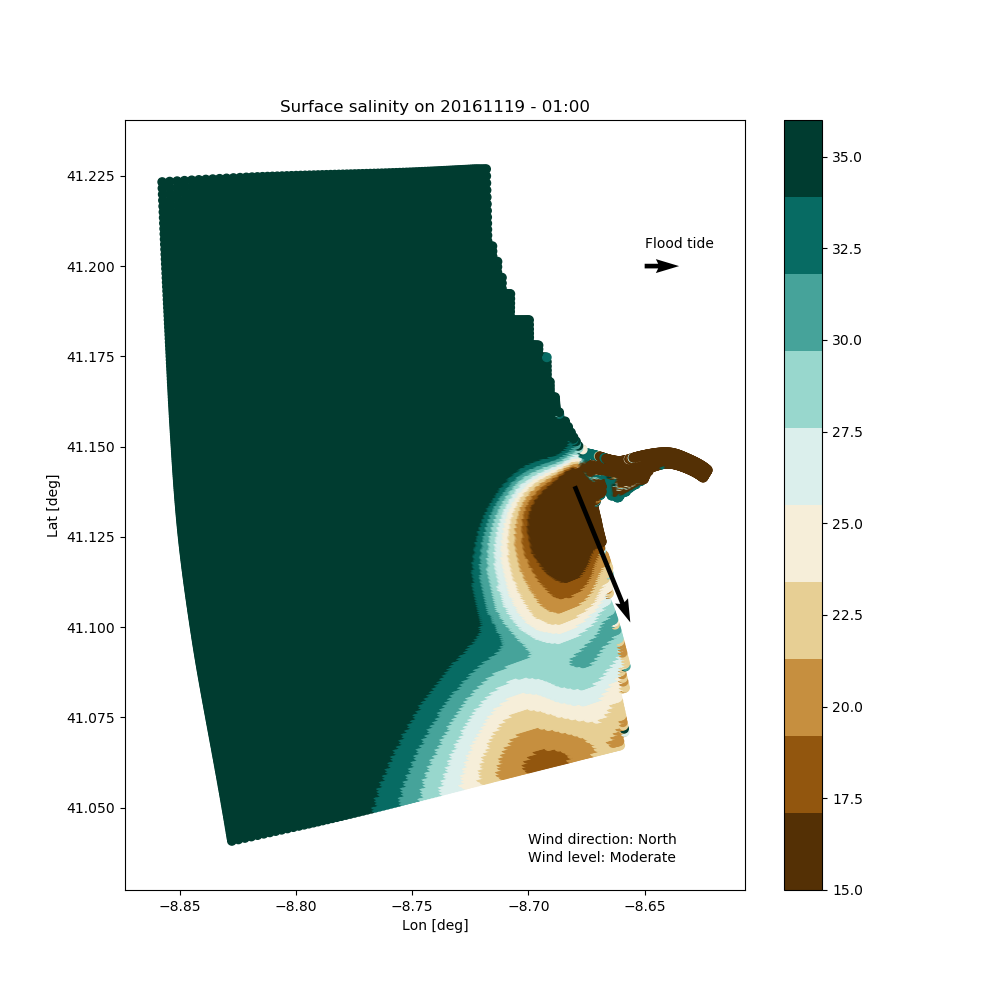 Surface salinity on 20161119 - 01:00
Lat [deg]
41.225
41.200
41.175
41.150
41.125
41.100
41.075
41.050
Flood tide
Wind direction: North
Wind level: Moderate
−8.85 −8.80 −8.75 −8.70 −8.65
Lon [deg]
35.0
32.5
30.0
27.5
25.0
22.5
20.0
17.5
15.0